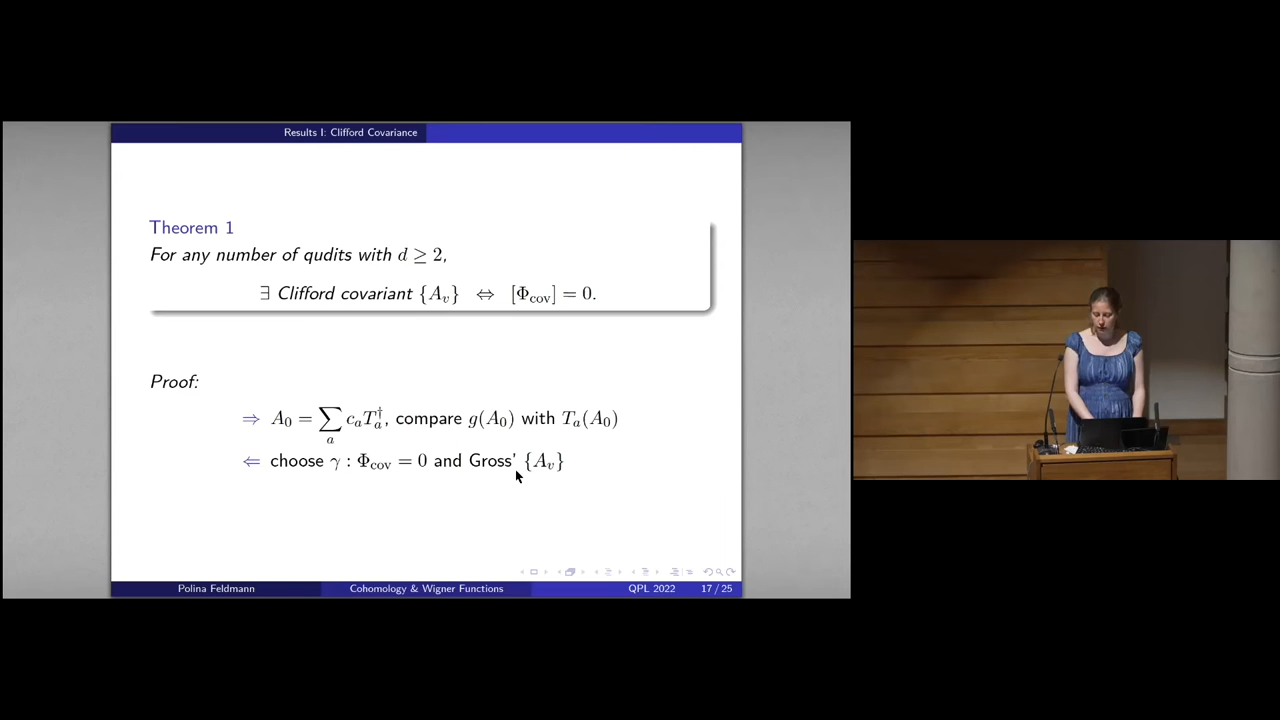 Results I: Clifford Covariance
Theorem 1
For any number of qudits with d ≥ 2,
∃ Clifford covariant {A_v} ⇔ [Φ_cov] = 0.
Proof:
⇒ A_0 = ∑_a c_a T_a^†, compare g(A_0) with T_a(A_0)
⇐ choose γ : Φ_cov = 0 and Gross' {A_v}
Polina Feldmann Cohomology & Wigner Functions QPL 2022 17 / 25